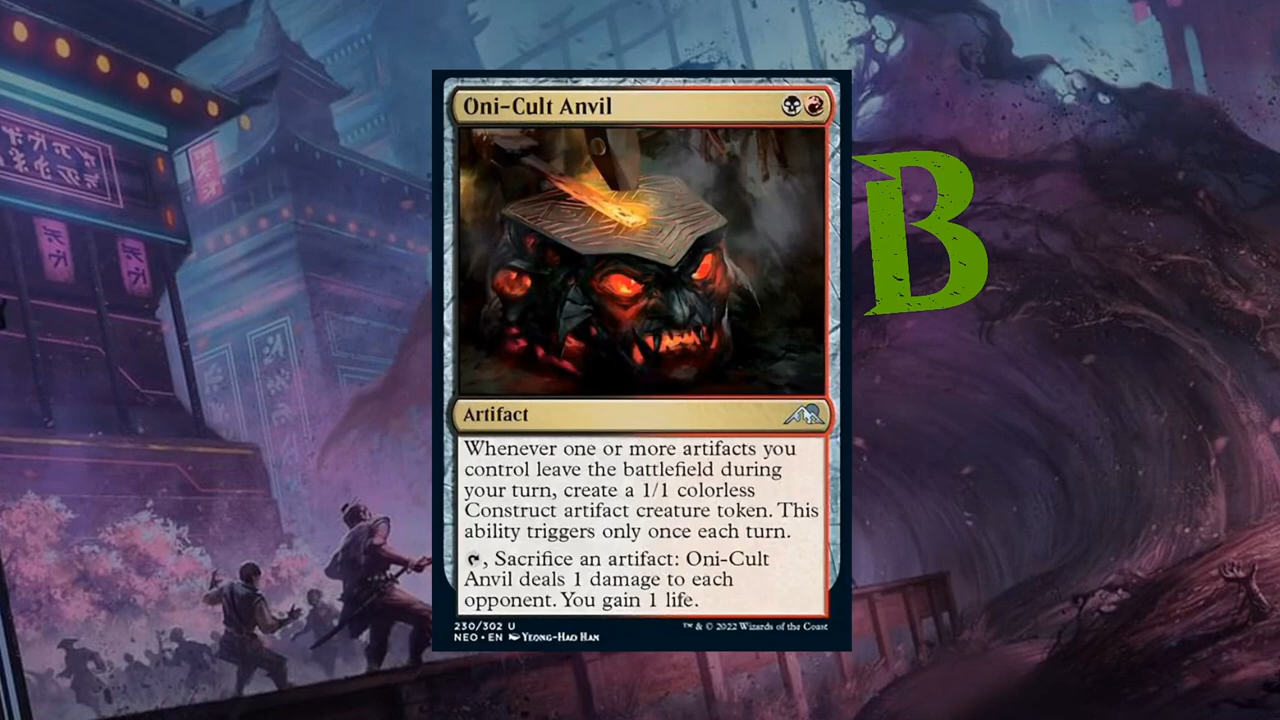 Oni-Cult Anvil
B
Artifact
Whenever one or more artifacts you
control leave the battlefield during
your turn, create a 1/1 colorless
Construct artifact creature token. This
ability triggers only once each turn.
, Sacrifice an artifact: Oni-Cult
Anvil deals 1 damage to each
opponent. You gain 1 life.
230/302 U
NEO • EN Yeong-Hao Han
™ & © 2022 Wizards of the Coast